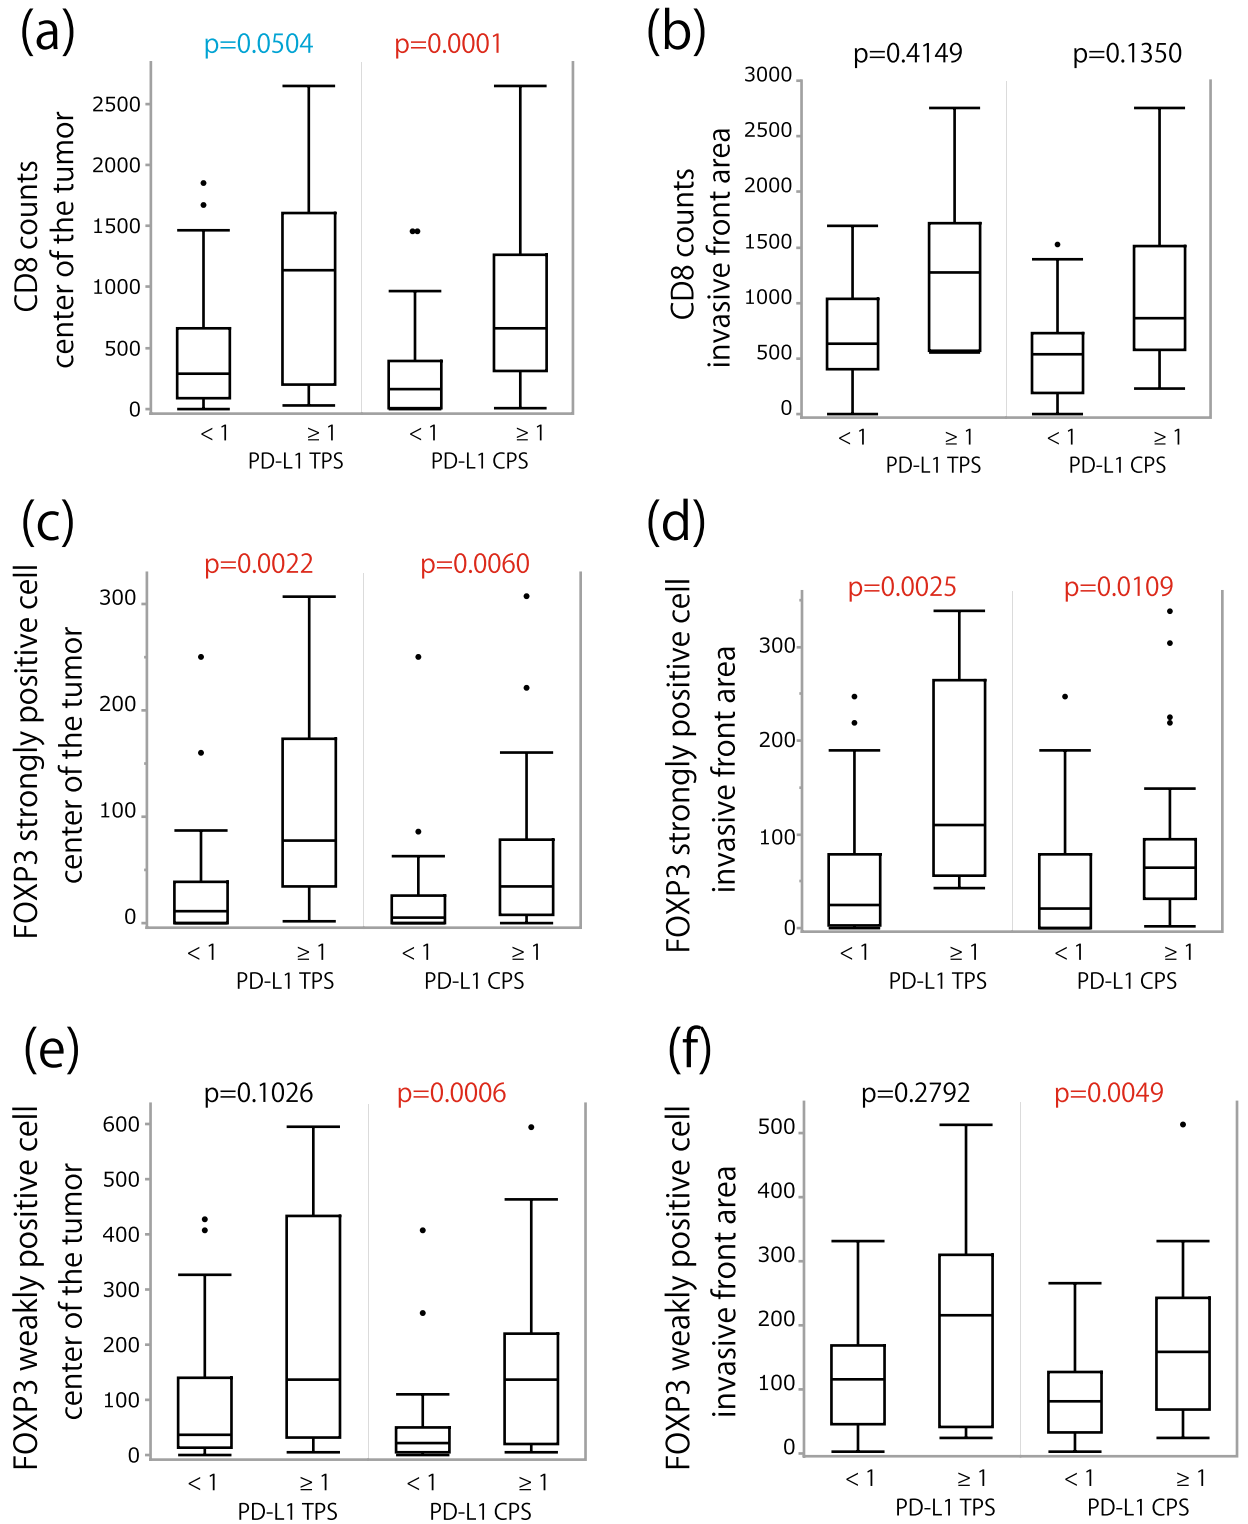 (a)
p=0.0504 p=0.0001
CD8 counts
center of the tumor
2500
2000
1500
1000
500
0
< 1 ≥ 1 < 1 ≥ 1
PD-L1 TPS PD-L1 CPS
(b)
p=0.4149 p=0.1350
CD8 counts
invasive front area
3000
2500
2000
1500
1000
500
0
< 1 ≥ 1 < 1 ≥ 1
PD-L1 TPS PD-L1 CPS
(c)
p=0.0022 p=0.0060
FOXP3 strongly positive cell
center of the tumor
300
200
100
0
< 1 ≥ 1 < 1 ≥ 1
PD-L1 TPS PD-L1 CPS
(d)
p=0.0025 p=0.0109
FOXP3 strongly positive cell
invasive front area
300
200
100
0
< 1 ≥ 1 < 1 ≥ 1
PD-L1 TPS PD-L1 CPS
(e)
p=0.1026 p=0.0006
FOXP3 weakly positive cell
center of the tumor
600
500
400
300
200
100
0
< 1 ≥ 1 < 1 ≥ 1
PD-L1 TPS PD-L1 CPS
(f)
p=0.2792 p=0.0049
FOXP3 weakly positive cell
invasive front area
500
400
300
200
100
0
< 1 ≥ 1 < 1 ≥ 1
PD-L1 TPS PD-L1 CPS